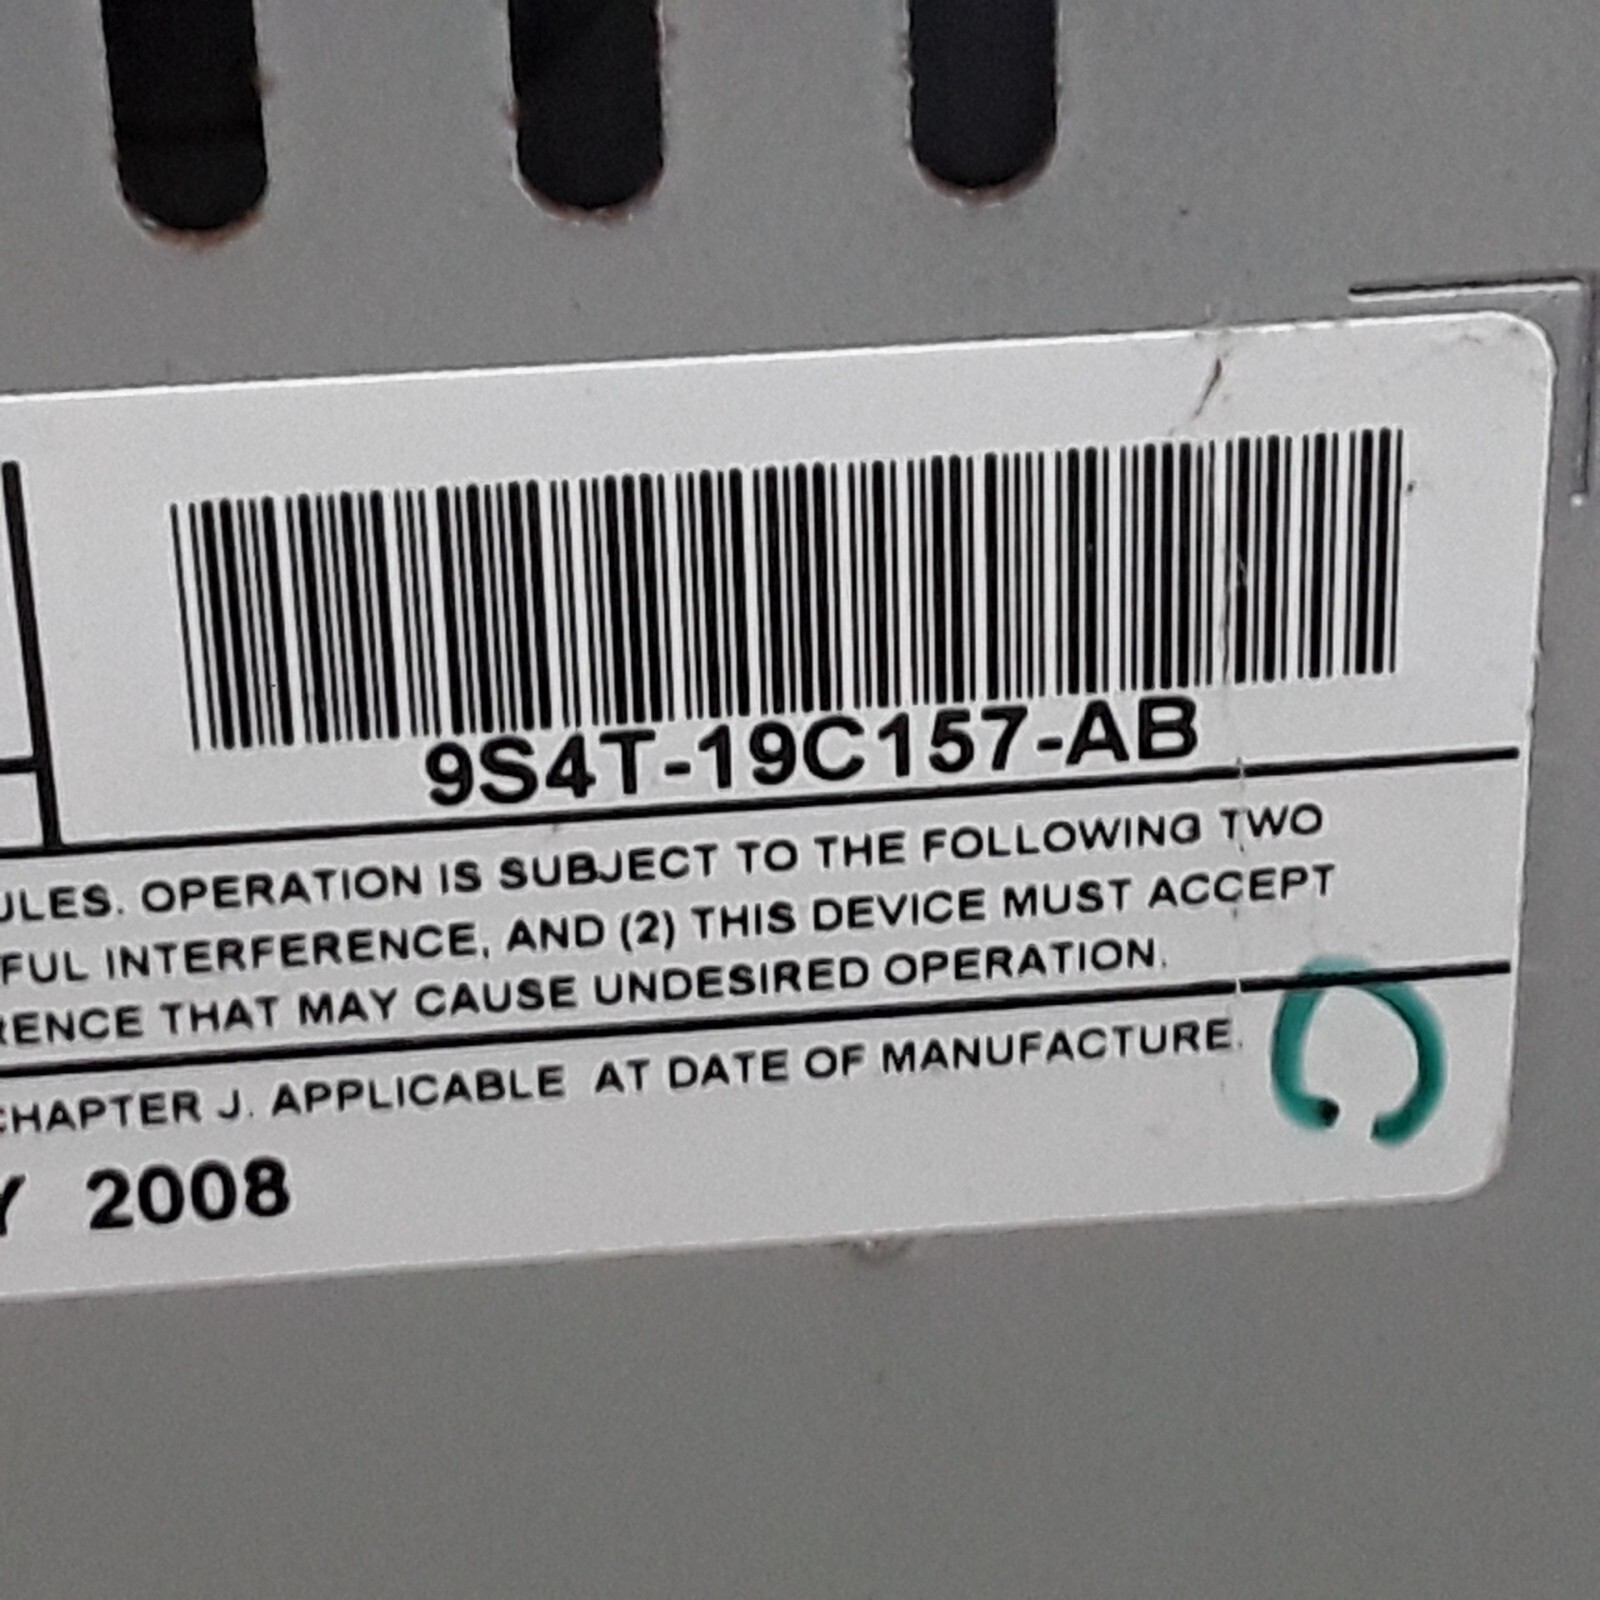 9S4T-19C157-AB
ULES. OPERATION IS SUBJECT TO THE FOLLOWING TWO
FUL INTERFERENCE, AND (2) THIS DEVICE MUST ACCEPT
RENCE THAT MAY CAUSE UNDESIRED OPERATION.
CHAPTER J. APPLICABLE AT DATE OF MANUFACTURE.
Y 2008